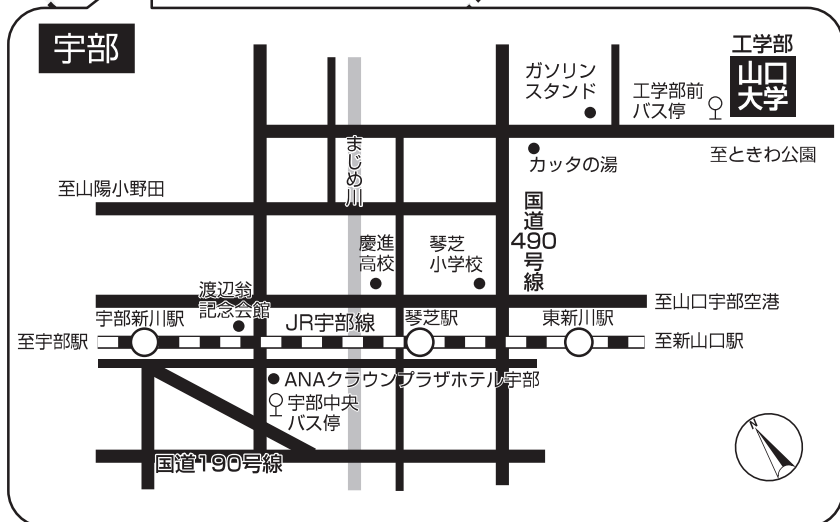 宇部
工学部
山口
大学
ガソリン
スタンド
工学部前
バス停
まじめ川
カッタの湯
至ときわ公園
至山陽小野田
国道490号線
慶進
高校
琴芝
小学校
渡辺翁
記念会館
至山口宇部空港
宇部新川駅
JR宇部線
琴芝駅
東新川駅
至宇部駅
至新山口駅
ANAクラウンプラザホテル宇部
宇部中央
バス停
国道190号線
N